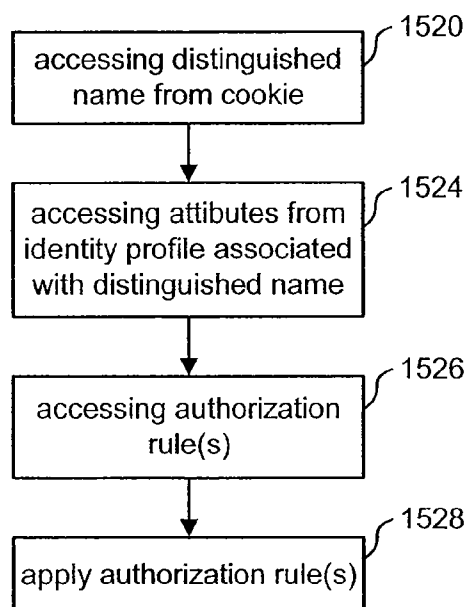 1520
accessing distinguished
name from cookie
1524
accessing attibutes from
identity profile associated
with distinguished name
1526
accessing authorization
rule(s)
1528
apply authorization rule(s)